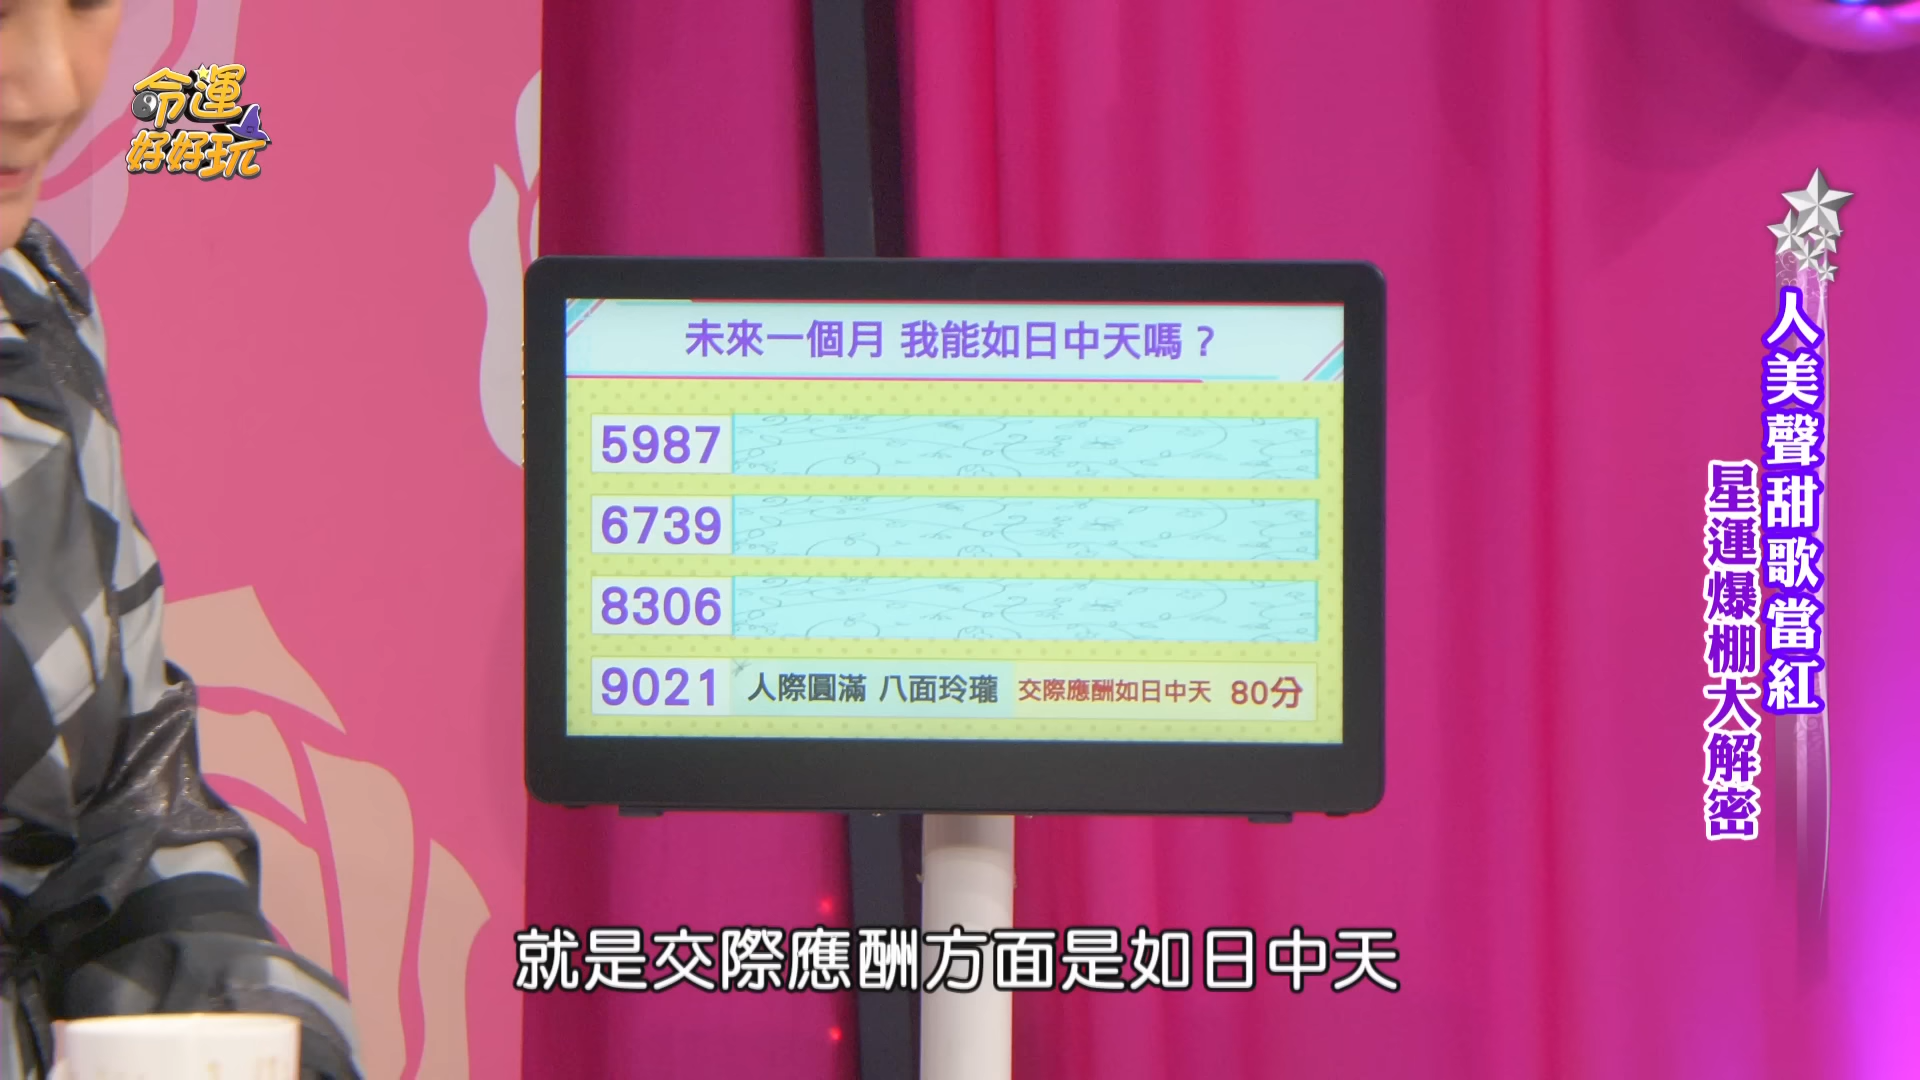 命運
好好玩
未來一個月 我能如日中天嗎？
5987
6739
8306
9021 人際圓滿 八面玲瓏 交際應酬如日中天 80分
人美聲甜歌當紅
星運爆棚大解密
就是交際應酬方面是如日中天